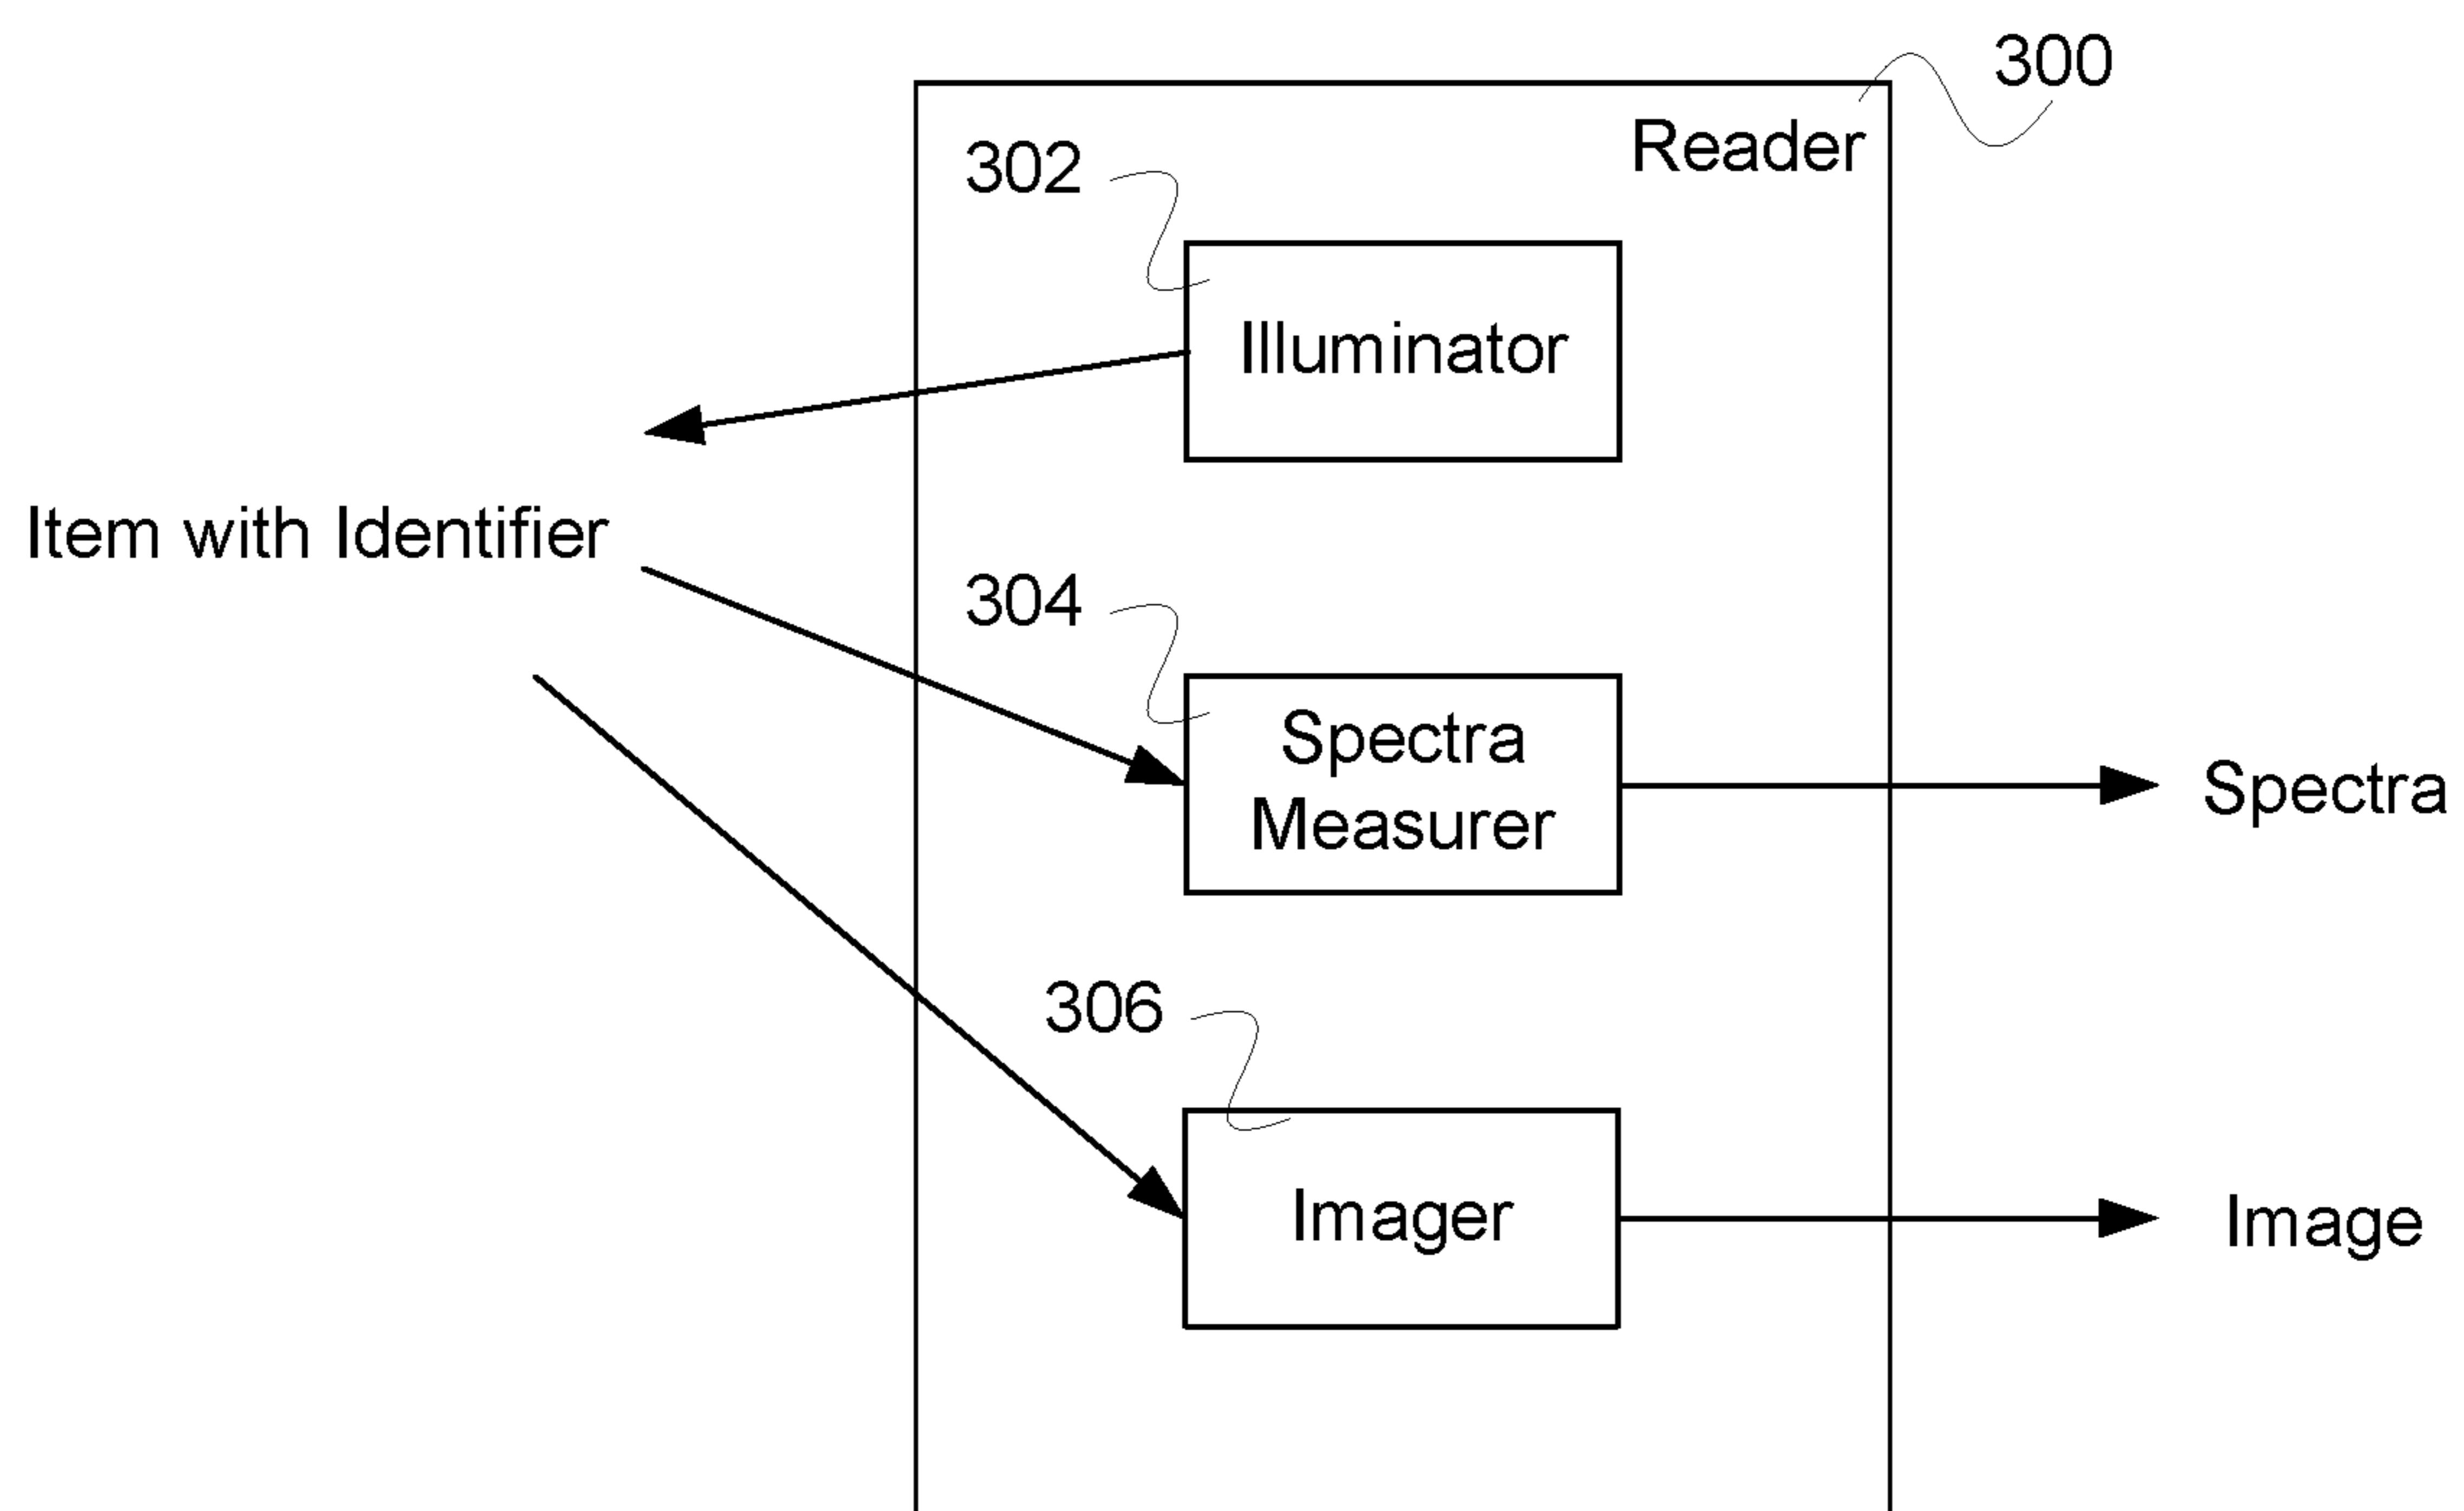 300
Reader
302
Illuminator
Item with Identifier
304
Spectra
Measurer
Spectra
306
Imager
Image